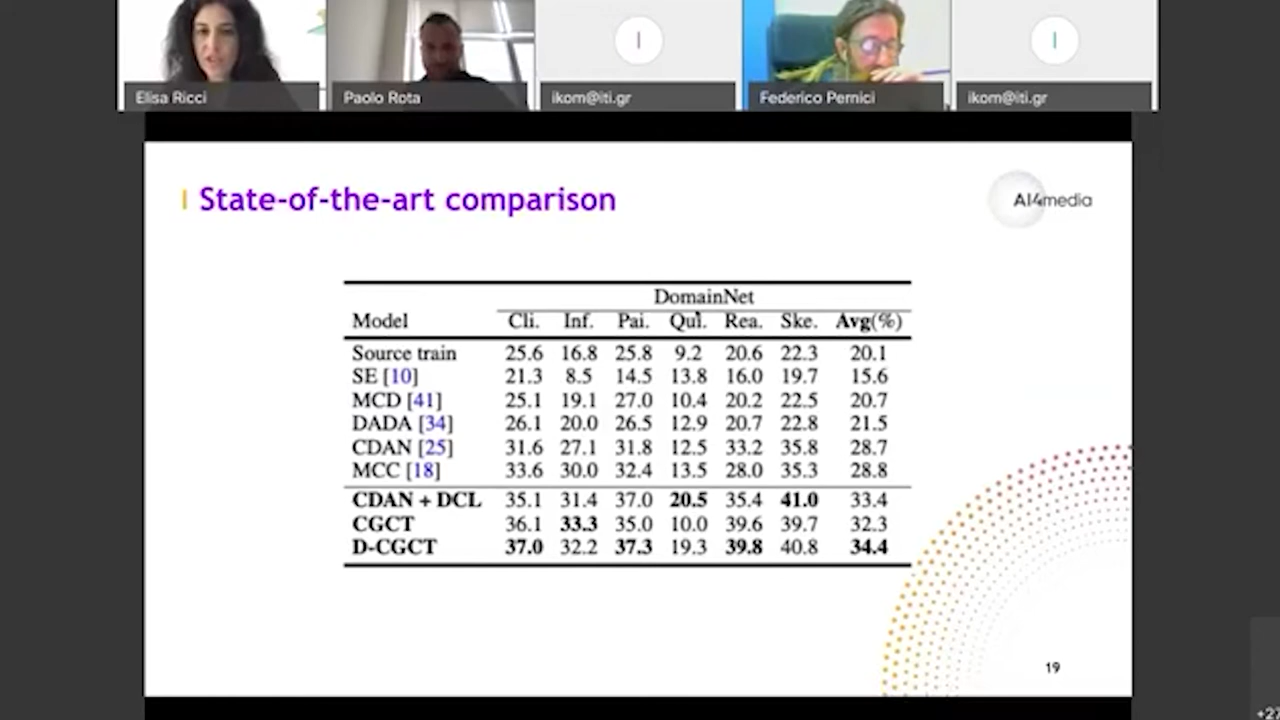 Elisa Ricci
Paolo Rota
I
ikom@iti.gr
Federico Pernici
I
ikom@iti.gr
State-of-the-art comparison
AI4media
DomainNet
Model Cli. Inf. Pai. Qui. Rea. Ske. Avg(%)
Source train 25.6 16.8 25.8 9.2 20.6 22.3 20.1
SE [10] 21.3 8.5 14.5 13.8 16.0 19.7 15.6
MCD [41] 25.1 19.1 27.0 10.4 20.2 22.5 20.7
DADA [34] 26.1 20.0 26.5 12.9 20.7 22.8 21.5
CDAN [25] 31.6 27.1 31.8 12.5 33.2 35.8 28.7
MCC [18] 33.6 30.0 32.4 13.5 28.0 35.3 28.8
CDAN + DCL 35.1 31.4 37.0 20.5 35.4 41.0 33.4
CGCT 36.1 33.3 35.0 10.0 39.6 39.7 32.3
D-CGCT 37.0 32.2 37.3 19.3 39.8 40.8 34.4
19